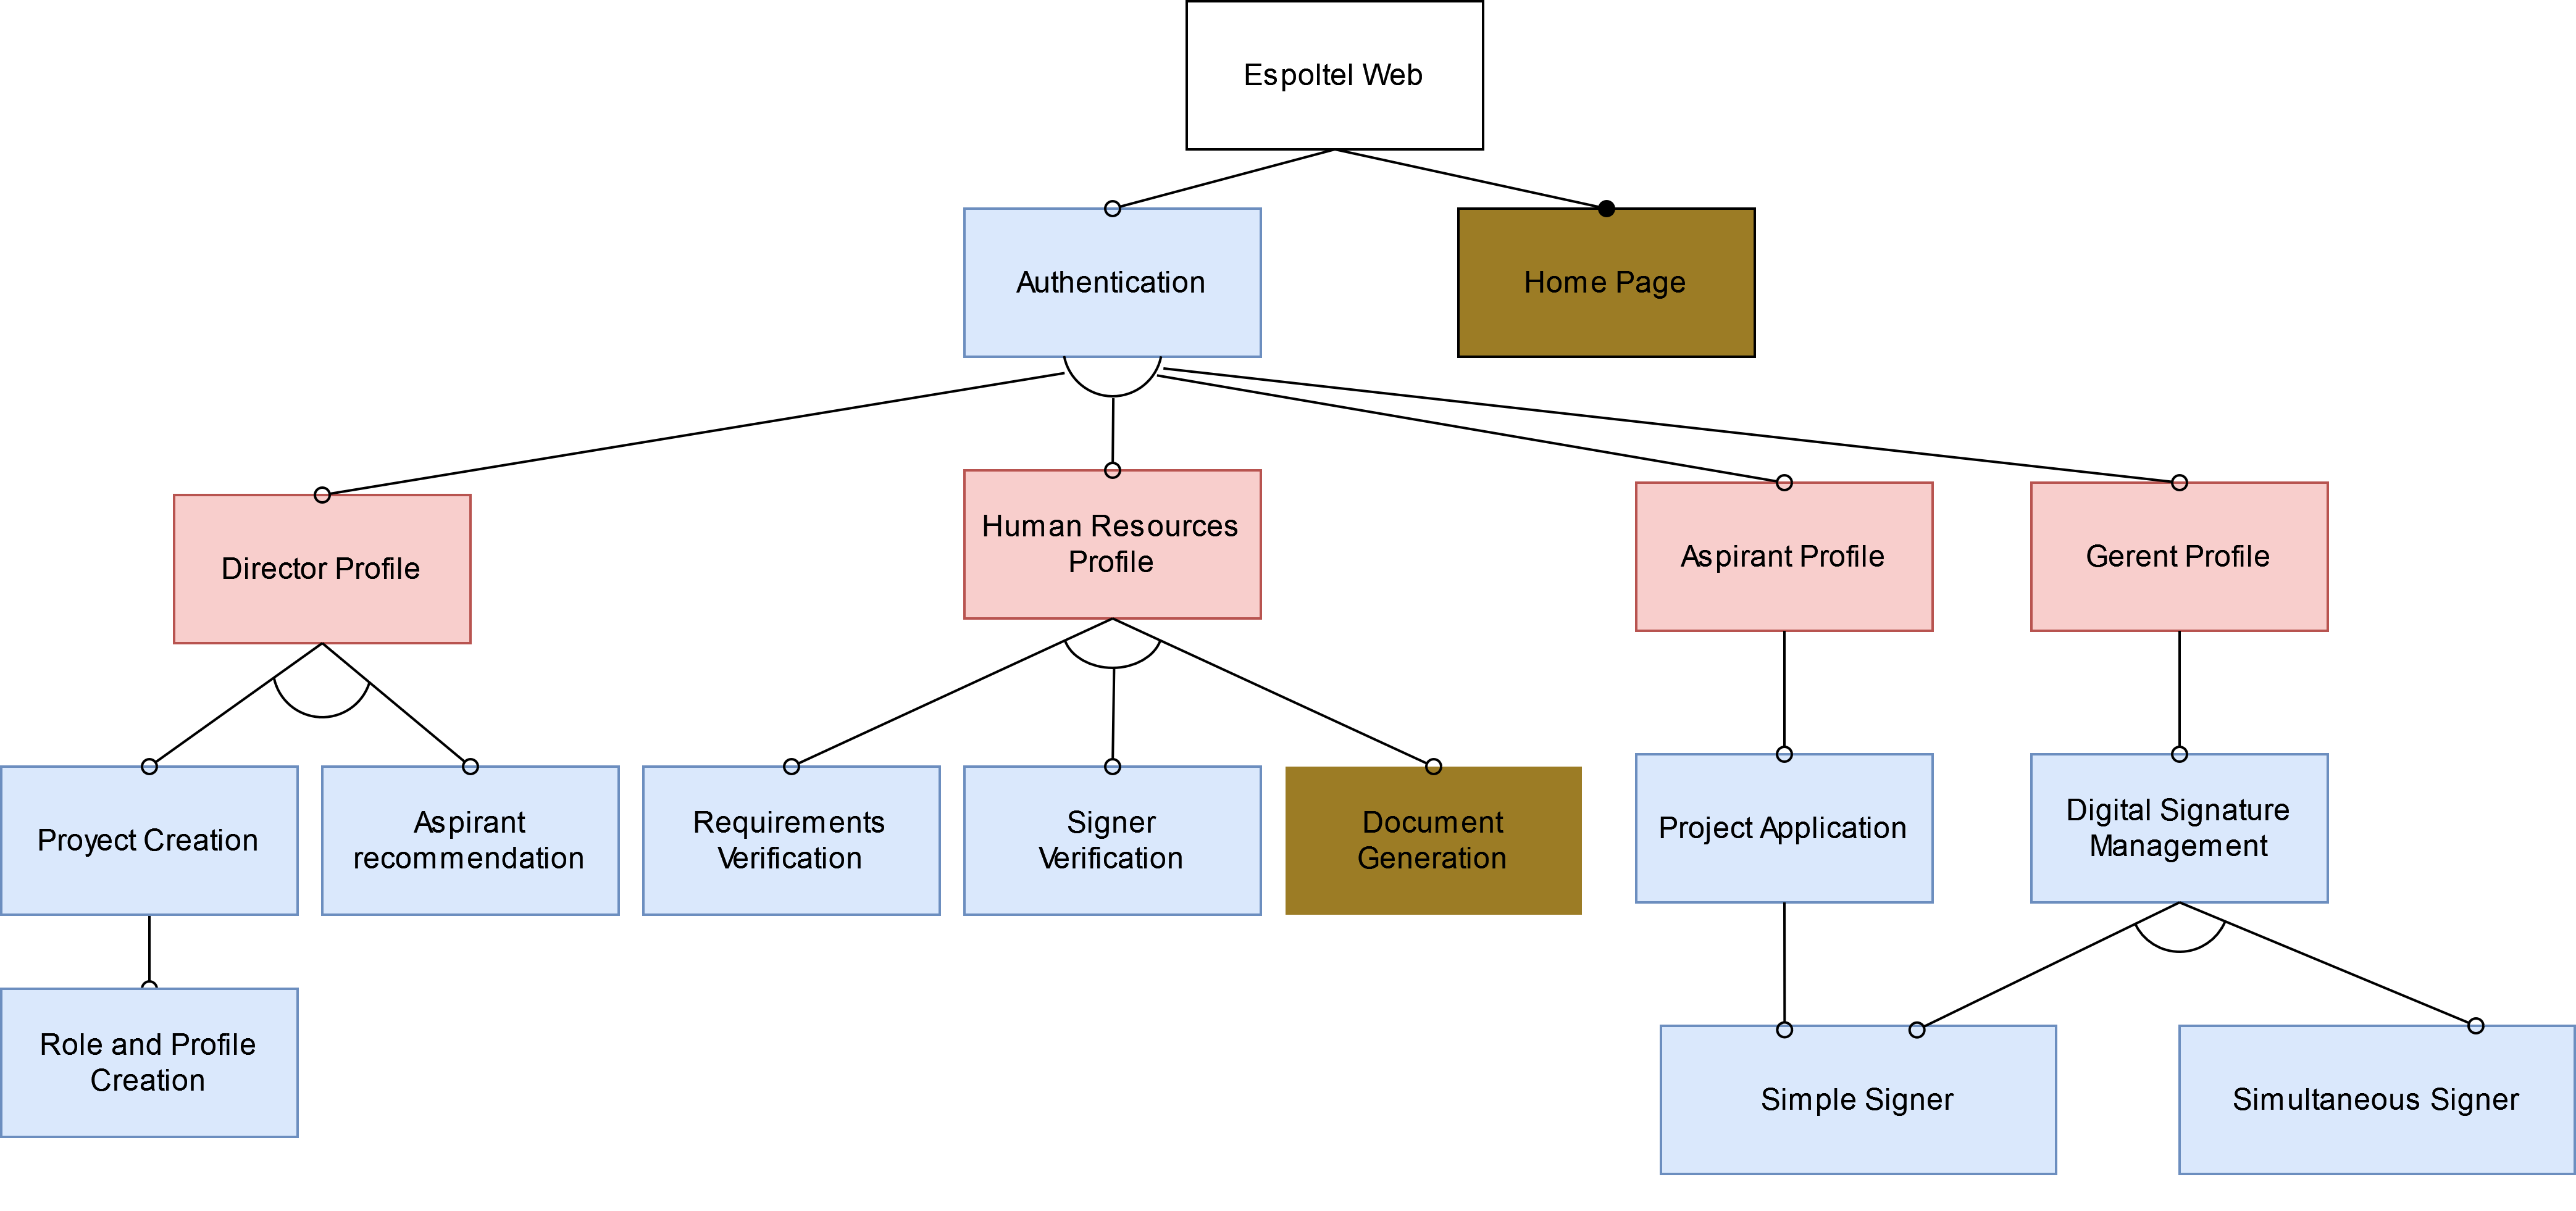 Espoltel Web
Authentication
Home Page
Director Profile
Human Resources
Profile
Aspirant Profile
Gerent Profile
Proyect Creation
Aspirant
recommendation
Requirements
Verification
Signer
Verification
Document
Generation
Project Application
Digital Signature
Management
Role and Profile
Creation
Simple Signer
Simultaneous Signer